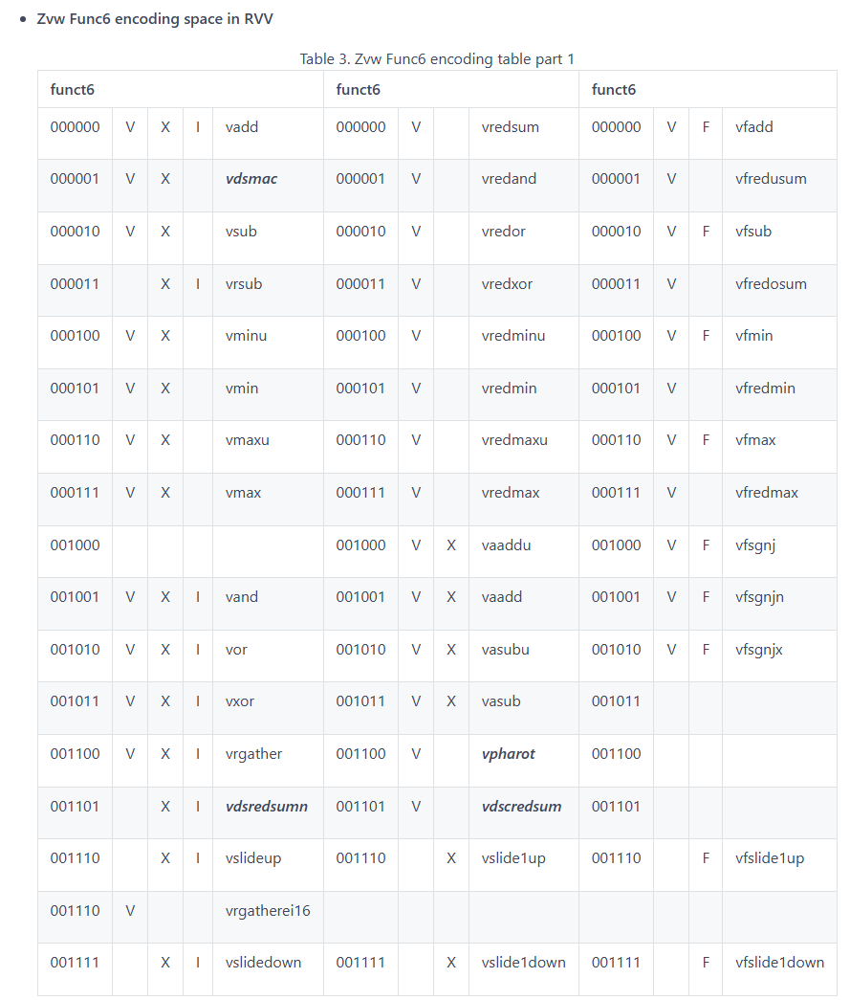 Zvw Func6 encoding space in RVV
Table 3. Zvw Func6 encoding table part 1
funct6 funct6 funct6
000000 V X I vadd 000000 V vredsum 000000 V F vfadd
000001 V X vdsmac 000001 V vredand 000001 V vfredusum
000010 V X vsub 000010 V vredor 000010 V F vfsub
000011 X I vrsub 000011 V vredxor 000011 V vfredosum
000100 V X vminu 000100 V vredminu 000100 V F vfmin
000101 V X vmin 000101 V vredmin 000101 V vfredmin
000110 V X vmaxu 000110 V vredmaxu 000110 V F vfmax
000111 V X vmax 000111 V vredmax 000111 V vfredmax
001000 001000 V X vaaddu 001000 V F vfsgnj
001001 V X I vand 001001 V X vaadd 001001 V F vfsgnjn
001010 V X I vor 001010 V X vasubu 001010 V F vfsgnjx
001011 V X I vxor 001011 V X vasub 001011
001100 V X I vrgather 001100 V vpharot 001100
001101 X I vdsredsumn 001101 V vdscredsum 001101
001110 X I vslideup 001110 X vslide1up 001110 F vfslide1up
001110 V vrgatherei16
001111 X I vslidedown 001111 X vslide1down 001111 F vfslide1down